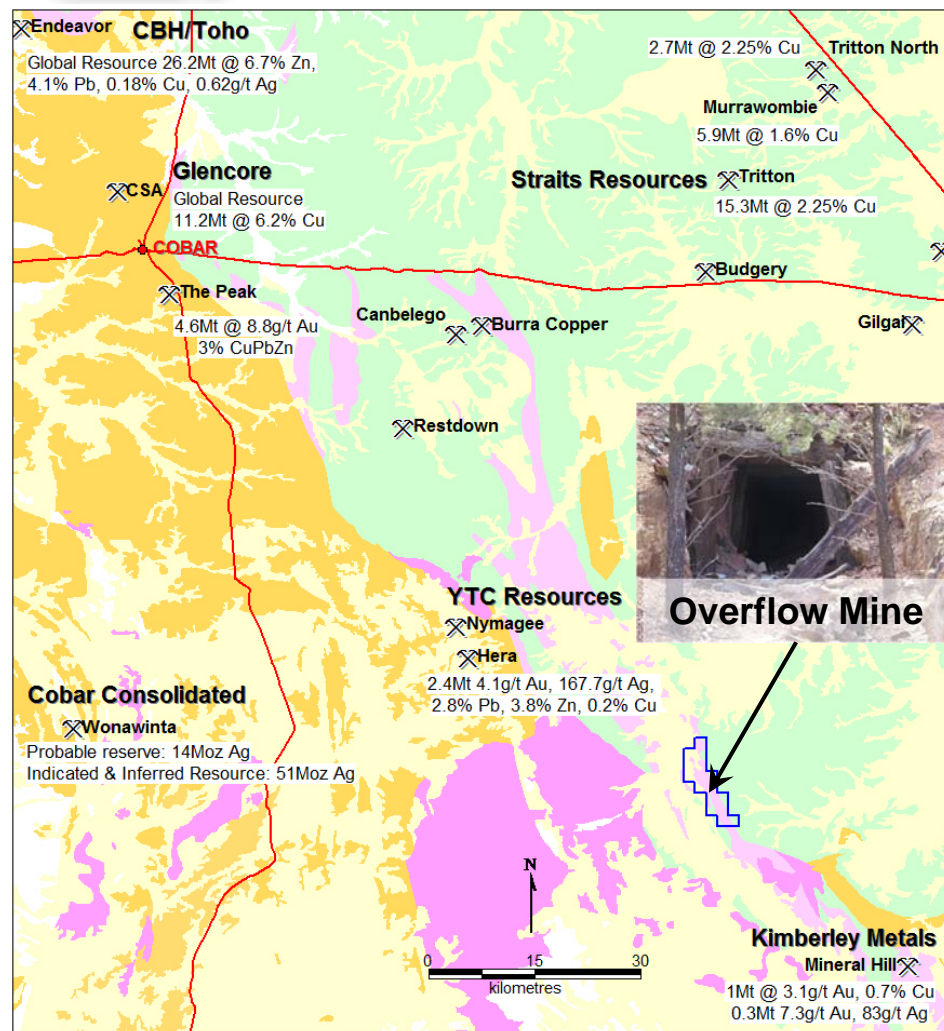 Endeavor
CBH/Toho
Global Resource 26.2Mt @ 6.7% Zn,
4.1% Pb, 0.18% Cu, 0.62g/t Ag
2.7Mt @ 2.25% Cu
Tritton North
Murrawombie
5.9Mt @ 1.6% Cu
Glencore
CSA
Global Resource
11.2Mt @ 6.2% Cu
Straits Resources
Tritton
15.3Mt @ 2.25% Cu
COBAR
Budgery
The Peak
4.6Mt @ 8.8g/t Au
3% CuPbZn
Canbelego
Burra Copper
Gilgai
Restdown
Overflow Mine
YTC Resources
Nymagee
Hera
2.4Mt 4.1g/t Au, 167.7g/t Ag,
2.8% Pb, 3.8% Zn, 0.2% Cu
Cobar Consolidated
Wonawinta
Probable reserve: 14Moz Ag
Indicated & Inferred Resource: 51Moz Ag
N
0 15 30
kilometres
Kimberley Metals
Mineral Hill
1Mt @ 3.1g/t Au, 0.7% Cu
0.3Mt 7.3g/t Au, 83g/t Ag